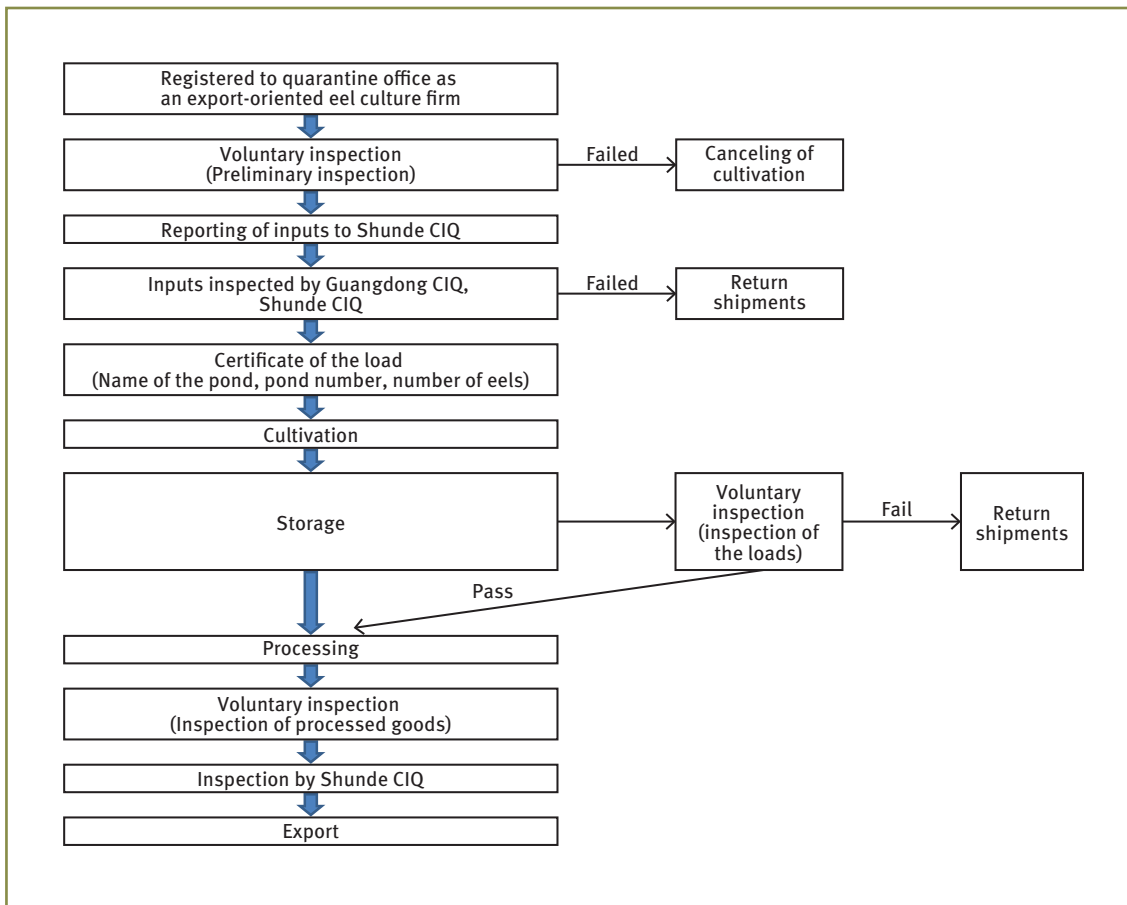 Registered to quarantine office as
an export-oriented eel culture firm
Voluntary inspection
(Preliminary inspection)
Failed
Canceling of
cultivation
Reporting of inputs to Shunde CIQ
Inputs inspected by Guangdong CIQ,
Shunde CIQ
Failed
Return
shipments
Certificate of the load
(Name of the pond, pond number, number of eels)
Cultivation
Storage
Voluntary
inspection
(inspection of
the loads)
Fail
Return
shipments
Pass
Processing
Voluntary inspection
(Inspection of processed goods)
Inspection by Shunde CIQ
Export